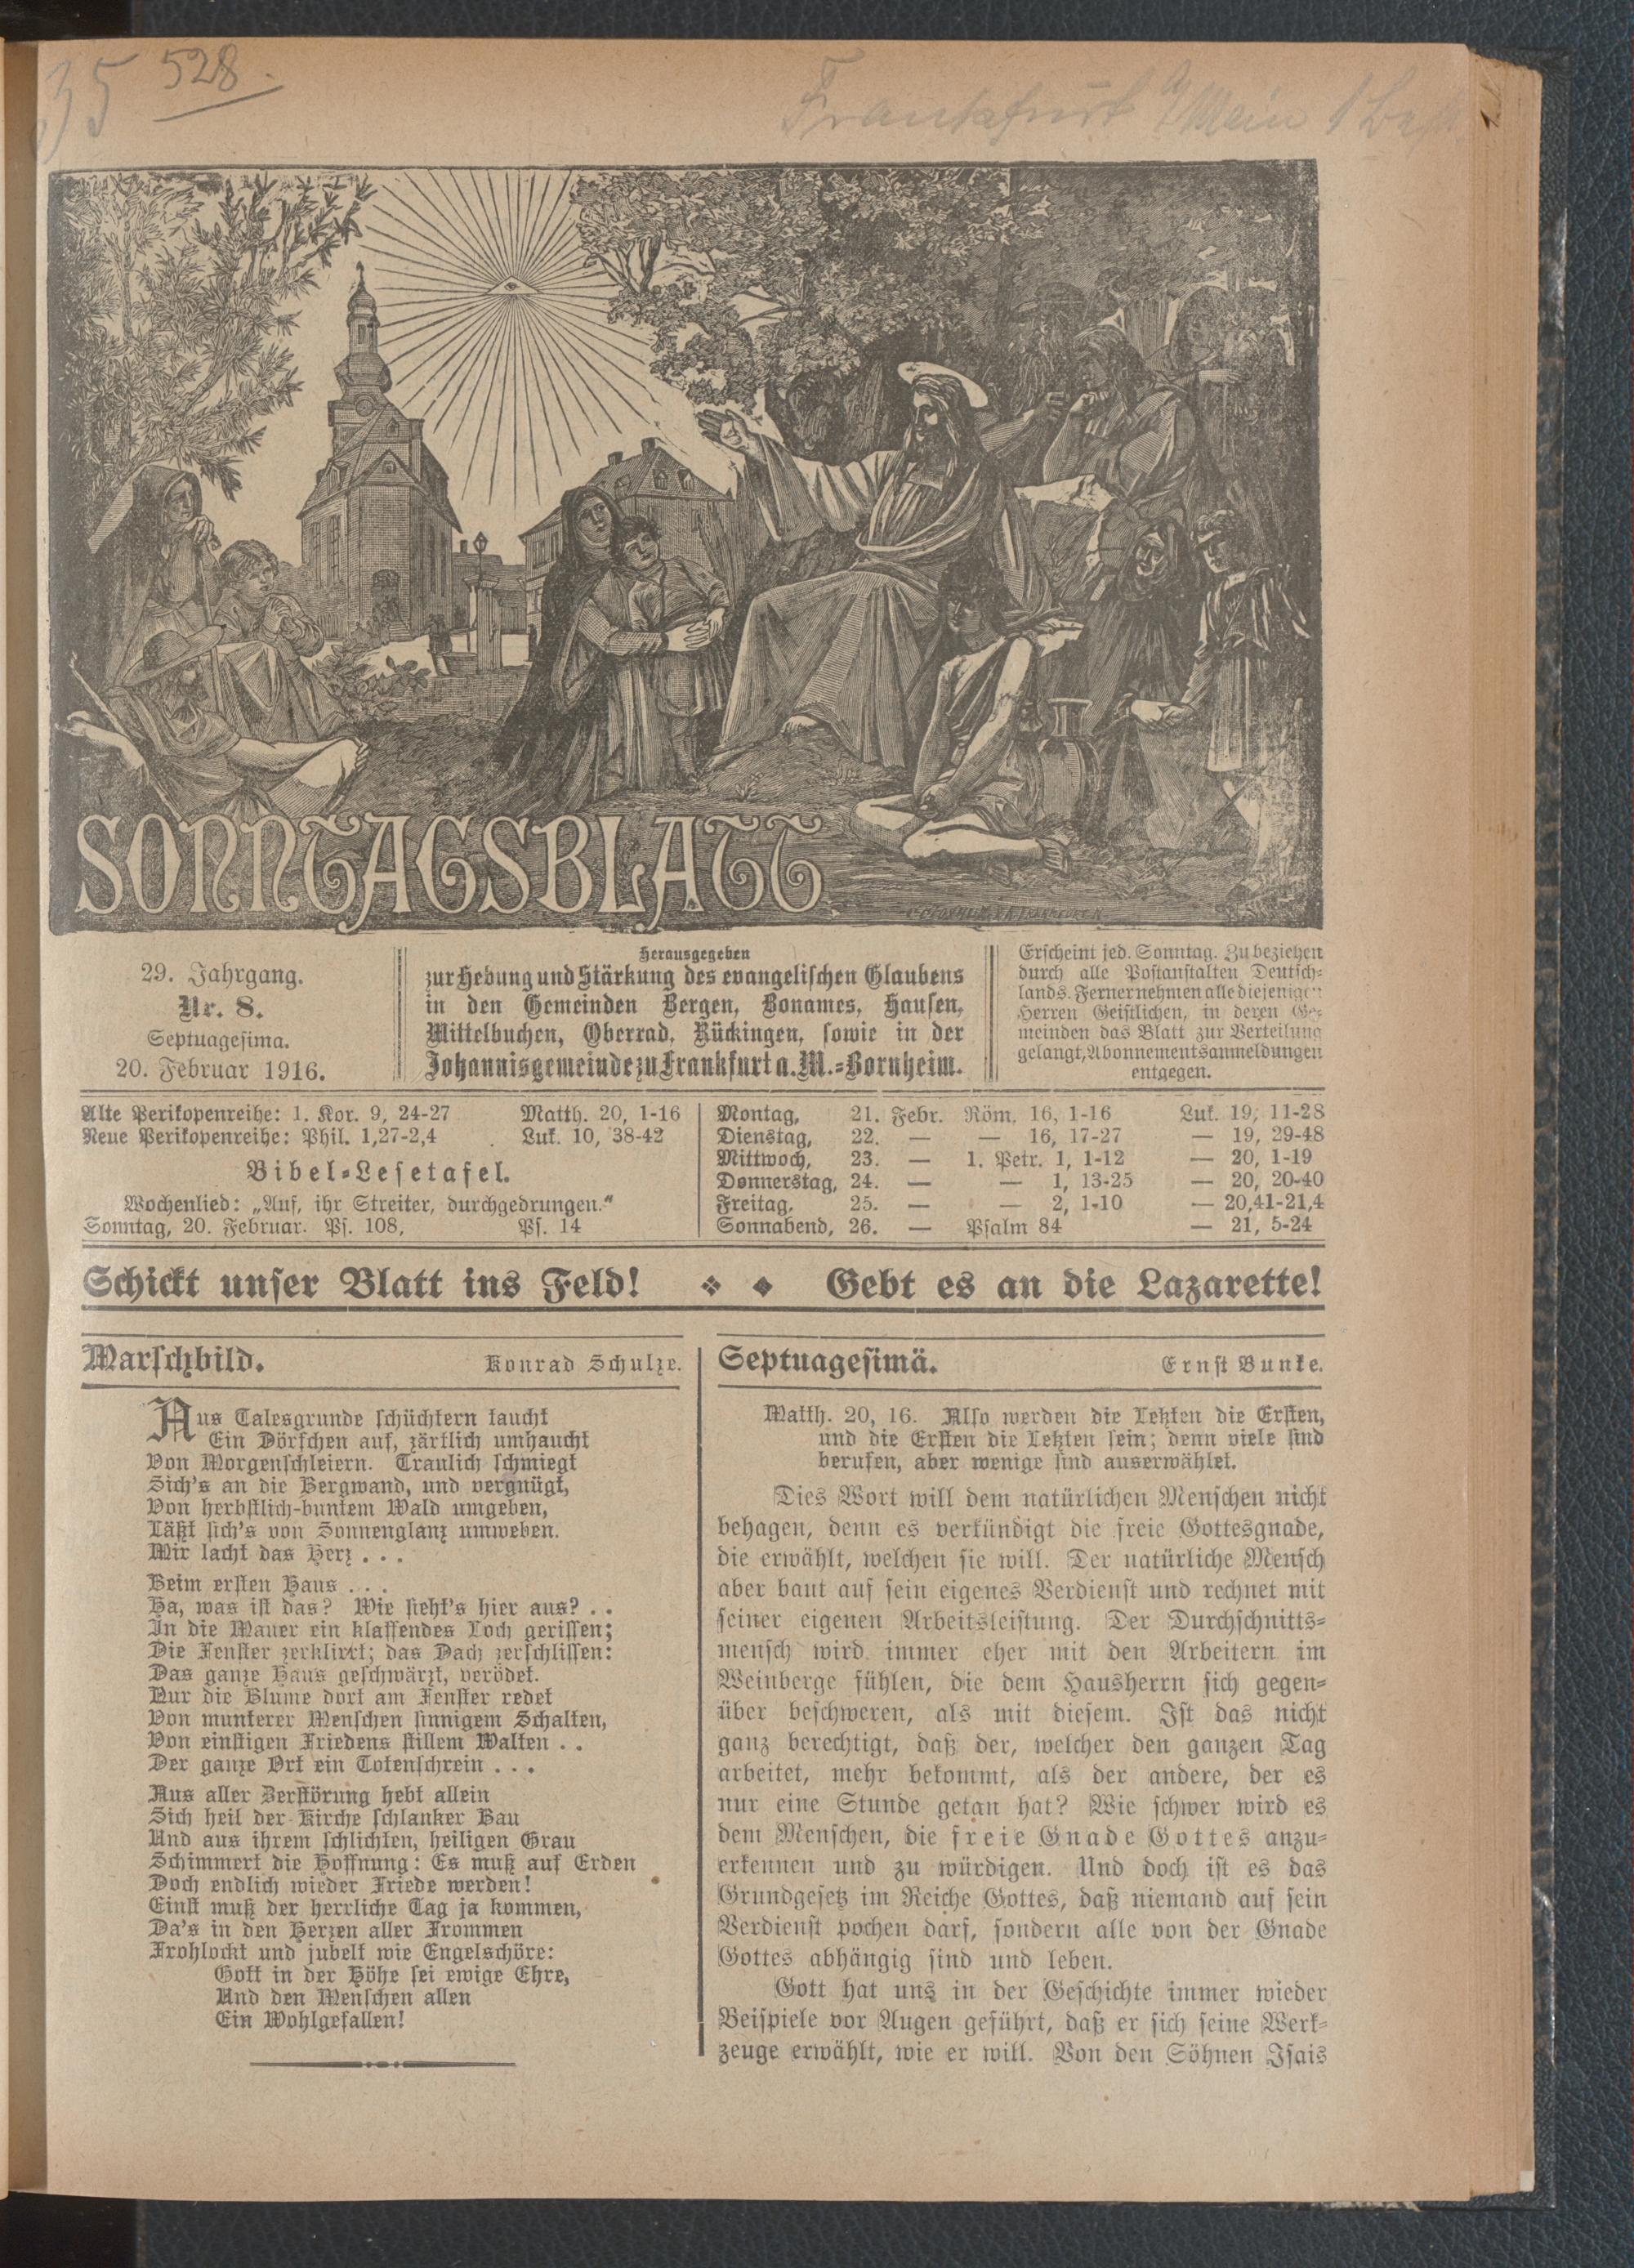 35 528.
Frankfurt Main 1
SONNTAGSBLATT
29. Jahrgang.
Nr. 8.
Septuagesima.
20. Februar 1916.
Herausgegeben
zur Hebung und Stärkung des evangelischen Glaubens
in den Gemeinden Bergen, Bonames, Hausen,
Mittelbuchen, Oberrad, Rückingen, sowie in der
Johannisgemeinde zu Frankfurt a. M.-Bornheim.
Erscheint jed. Sonntag. Zu beziehen
durch alle Postanstalten Deutsch-
lands. Ferner nehmen alle diejenigen
Herren Geistlichen, in deren Ge-
meinden das Blatt zur Verteilung
gelangt, Abonnementsanmeldungen
entgegen.
Alte Perikopenreihe: 1. Kor. 9, 24-27 Matth. 20, 1-16
Neue Perikopenreihe: Phil. 1,27-2,4 Luk. 10, 38-42
Bibel-Lesetafel.
Wochenlied: „Auf, ihr Streiter, durchgedrungen.“
Sonntag, 20. Februar. Ps. 108, Ps. 14
Montag, 21. Febr. Röm. 16, 1-16 Luk. 19, 11-28
Dienstag, 22. — — 16, 17-27 — 19, 29-48
Mittwoch, 23. — 1. Petr. 1, 1-12 — 20, 1-19
Donnerstag, 24. — — 1, 13-25 — 20, 20-40
Freitag, 25. — — 2, 1-10 — 20,41-21,4
Sonnabend, 26. — Psalm 84 — 21, 5-24
Schickt unser Blatt ins Feld! Gebt es an die Lazarette!
Marschbild. Konrad Schulze.
Aus Talesgrunde schüchtern taucht
Ein Dörfchen auf, zärtlich umhaucht
Von Morgenschleiern. Traulich schmiegt
Sich's an die Bergwand, und vergnügt,
Von herbstlich-buntem Wald umgeben,
Läßt sich's von Sonnenglanz umweben.
Mir lacht das Herz . . .
Beim ersten Haus . . .
Ha, was ist das? Wie sieht's hier aus? . .
In die Mauer ein klaffendes Loch gerissen;
Die Fenster zerklirrt; das Dach zerschlissen:
Das ganze Haus geschwärzt, verödet.
Nur die Blume dort am Fenster redet
Von munterer Menschen sinnigem Schalten,
Von einstigen Friedens stillem Walten . .
Der ganze Ort ein Totenschrein . . .
Aus aller Zerstörung hebt allein
Sich heil der Kirche schlanker Bau
Und aus ihrem schlichten, heiligen Grau
Schimmert die Hoffnung: Es muß auf Erden
Doch endlich wieder Friede werden!
Einst muß der herrliche Tag ja kommen,
Da's in den Herzen aller Frommen
Frohlockt und jubelt wie Engelschöre:
Gott in der Höhe sei ewige Ehre,
Und den Menschen allen
Ein Wohlgefallen!
Septuagesimä. Ernst Bunke.
Matth. 20, 16. Also werden die Letzten die Ersten,
und die Ersten die Letzten sein; denn viele sind
berufen, aber wenige sind auserwählet.
Dies Wort will dem natürlichen Menschen nicht
behagen, denn es verkündigt die freie Gottesgnade,
die erwählt, welchen sie will. Der natürliche Mensch
aber baut auf sein eigenes Verdienst und rechnet mit
seiner eigenen Arbeitsleistung. Der Durchschnitts-
mensch wird immer eher mit den Arbeitern im
Weinberge fühlen, die dem Hausherrn sich gegen-
über beschweren, als mit diesem. Ist das nicht
ganz berechtigt, daß der, welcher den ganzen Tag
arbeitet, mehr bekommt, als der andere, der es
nur eine Stunde getan hat? Wie schwer wird es
dem Menschen, die freie Gnade Gottes anzu-
erkennen und zu würdigen. Und doch ist es das
Grundgesetz im Reiche Gottes, daß niemand auf sein
Verdienst pochen darf, sondern alle von der Gnade
Gottes abhängig sind und leben.
Gott hat uns in der Geschichte immer wieder
Beispiele vor Augen geführt, daß er sich seine Werk-
zeuge erwählt, wie er will. Von den Söhnen Isais